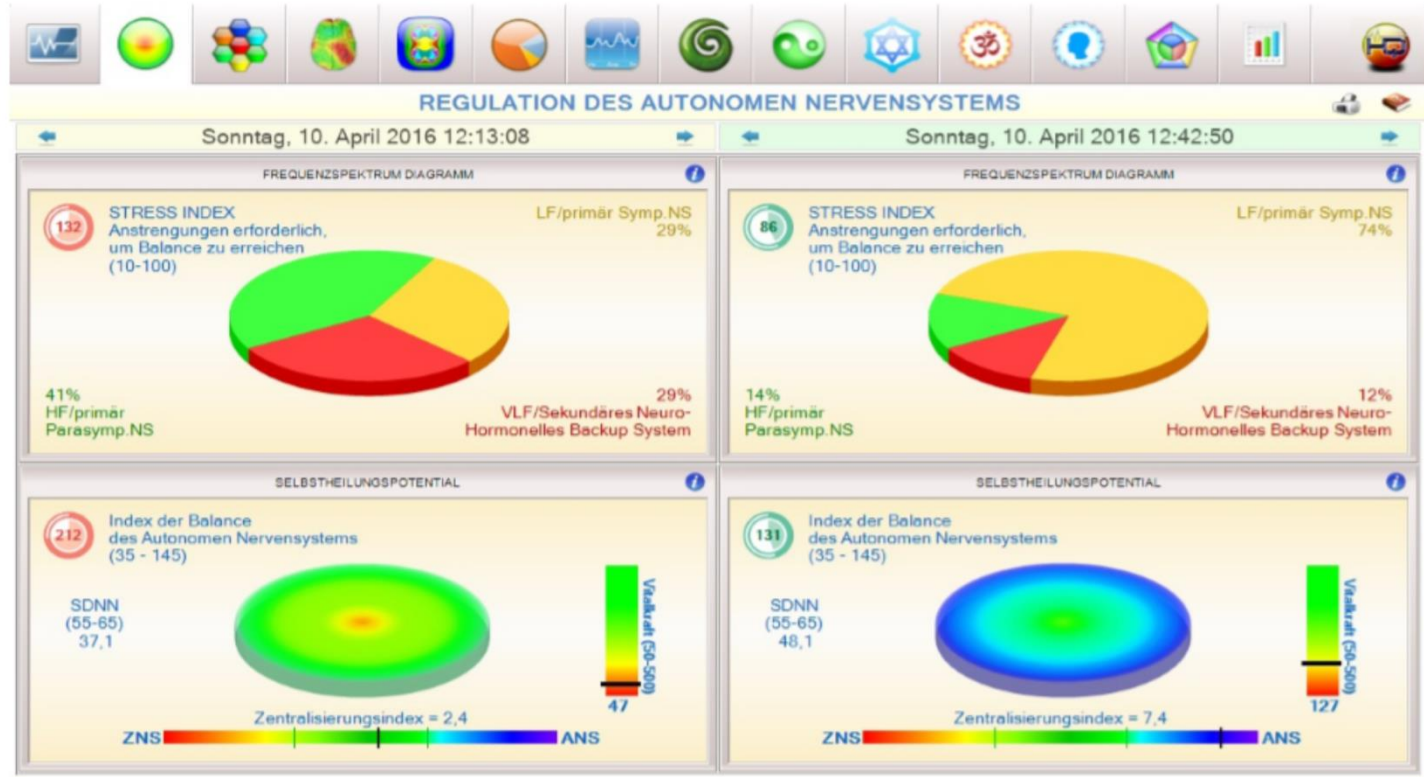 HQ
REGULATION DES AUTONOMEN NERVENSYSTEMS
Sonntag, 10. April 2016 12:13:08
FREQUENZSPEKTRUM DIAGRAMM
132
STRESS INDEX
Anstrengungen erforderlich,
um Balance zu erreichen
(10-100)
LF/primär Symp.NS
29%
41%
HF/primär
Parasymp.NS
29%
VLF/Sekundäres Neuro-
Hormonelles Backup System
SELBSTHEILUNGSPOTENTIAL
212
Index der Balance
des Autonomen Nervensystems
(35 - 145)
SDNN
(55-65)
37,1
Vitalkraft (50-500)
47
Zentralisierungsindex = 2,4
ZNS
ANS
Sonntag, 10. April 2016 12:42:50
FREQUENZSPEKTRUM DIAGRAMM
86
STRESS INDEX
Anstrengungen erforderlich,
um Balance zu erreichen
(10-100)
LF/primär Symp.NS
74%
14%
HF/primär
Parasymp.NS
12%
VLF/Sekundäres Neuro-
Hormonelles Backup System
SELBSTHEILUNGSPOTENTIAL
131
Index der Balance
des Autonomen Nervensystems
(35 - 145)
SDNN
(55-65)
48,1
Vitalkraft (50-500)
127
Zentralisierungsindex = 7,4
ZNS
ANS